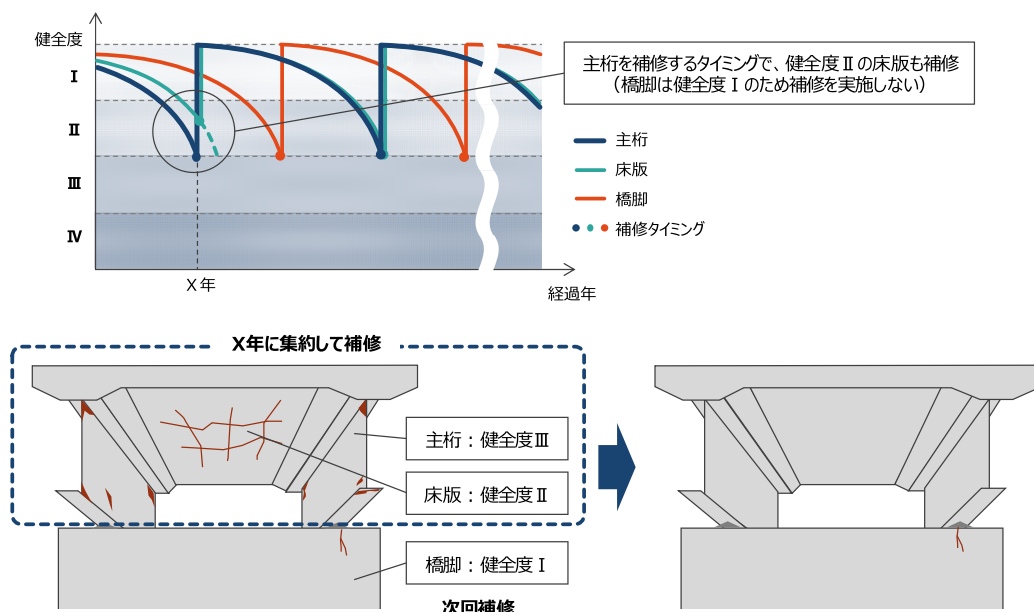 健全度
Ⅰ
Ⅱ
Ⅲ
Ⅳ
X年
経過年
主桁を補修するタイミングで、健全度Ⅱの床版も補修
（橋脚は健全度Ⅰのため補修を実施しない）
主桁
床版
橋脚
補修タイミング
X年に集約して補修
主桁：健全度Ⅲ
床版：健全度Ⅱ
橋脚：健全度Ⅰ
次回補修